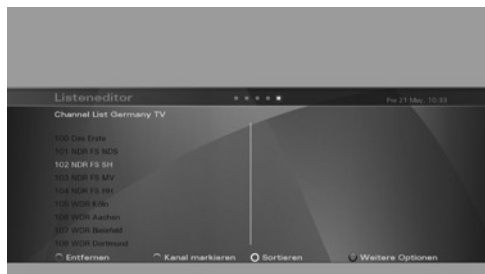 Listeneditor
Fre 21 May, 10:33
Channel List Germany TV
100 Das Erste
101 NDR FS NDS
102 NDR FS SH
103 NDR FS MV
104 NDR FS HH
105 WDR Köln
106 WDR Aachen
107 WDR Bielefeld
108 WDR Dortmund
Entfernen Kanal markieren Sortieren Weitere Optionen